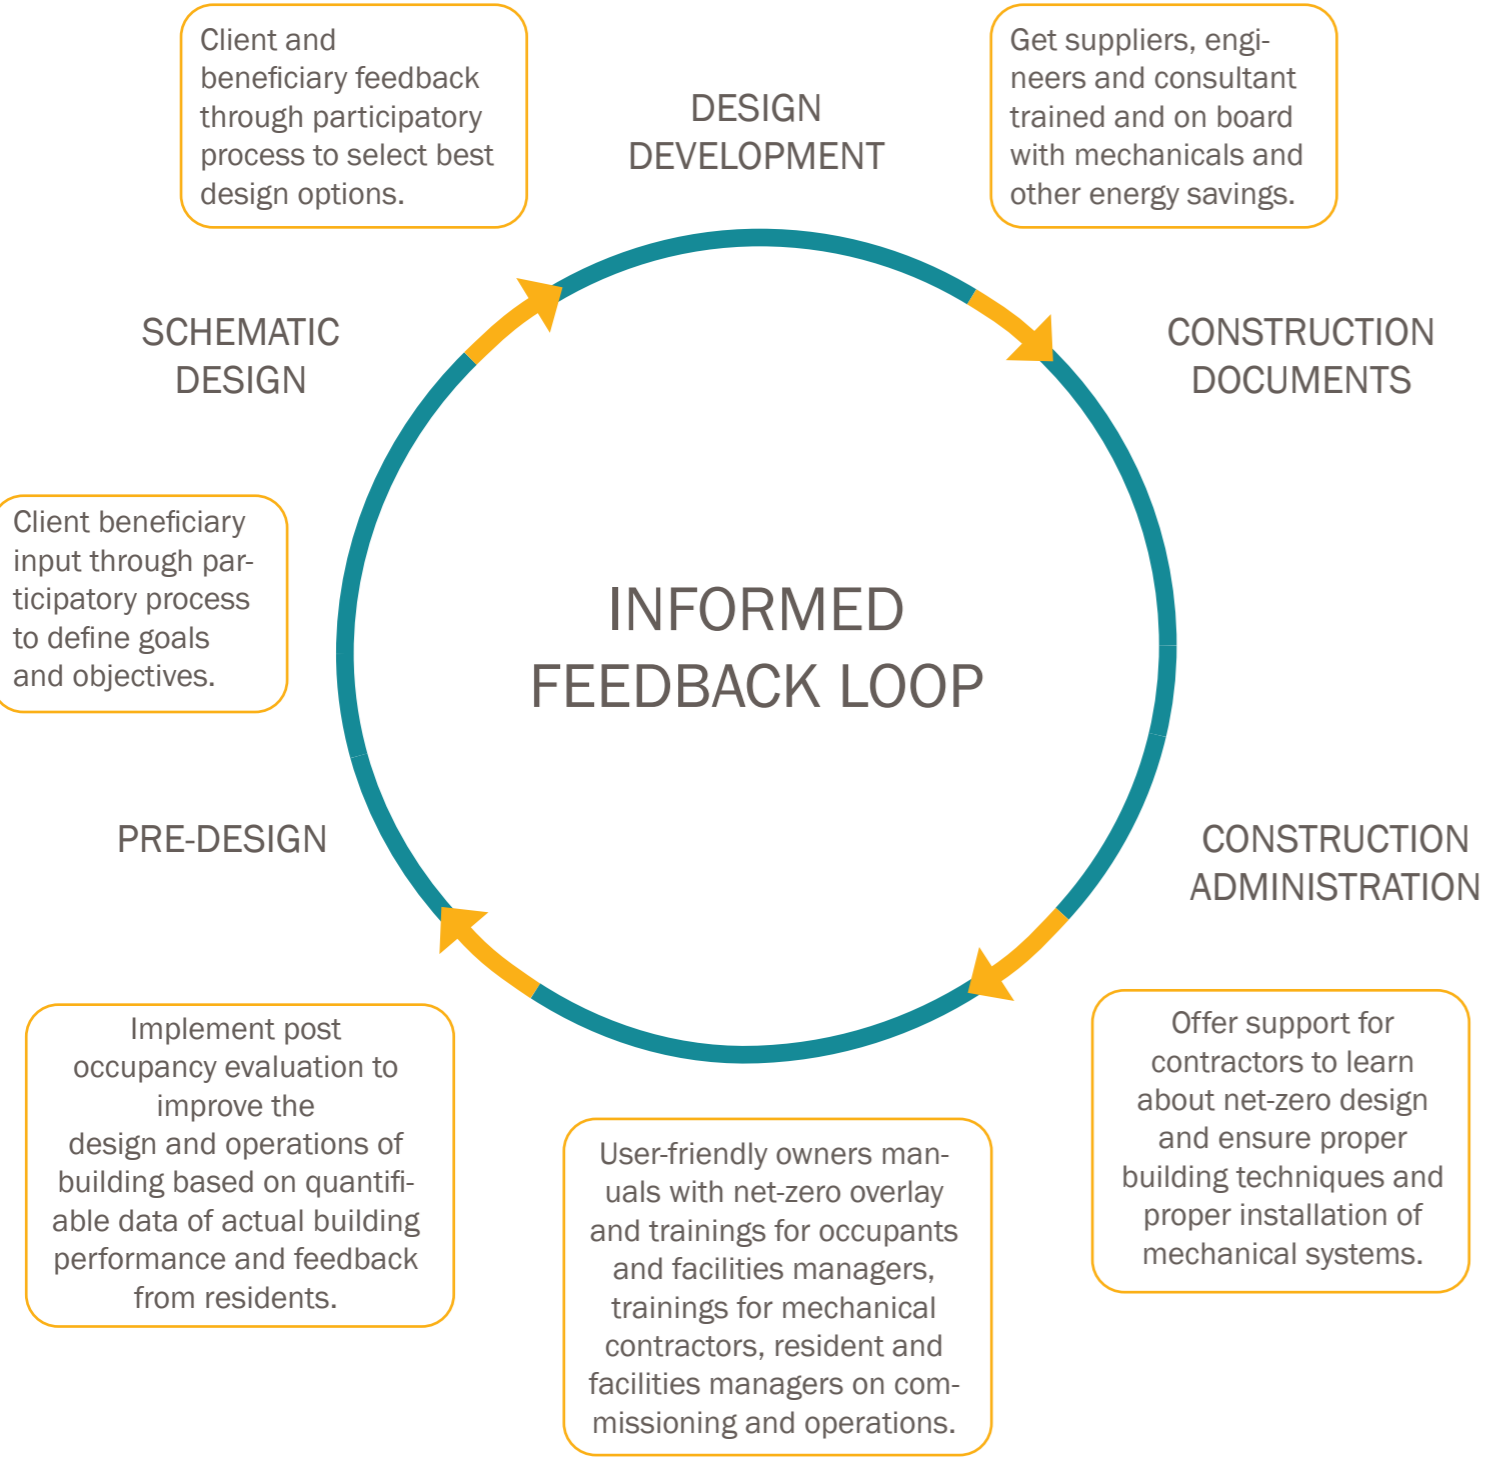 Client and
beneficiary feedback
through participatory
process to select best
design options.
DESIGN
DEVELOPMENT
Get suppliers, engi-
neers and consultant
trained and on board
with mechanicals and
other energy savings.
SCHEMATIC
DESIGN
CONSTRUCTION
DOCUMENTS
Client beneficiary
input through par-
ticipatory process
to define goals
and objectives.
INFORMED
FEEDBACK LOOP
PRE-DESIGN
CONSTRUCTION
ADMINISTRATION
Implement post
occupancy evaluation to
improve the
design and operations of
building based on quantifi-
able data of actual building
performance and feedback
from residents.
User-friendly owners man-
uals with net-zero overlay
and trainings for occupants
and facilities managers,
trainings for mechanical
contractors, resident and
facilities managers on com-
missioning and operations.
Offer support for
contractors to learn
about net-zero design
and ensure proper
building techniques and
proper installation of
mechanical systems.